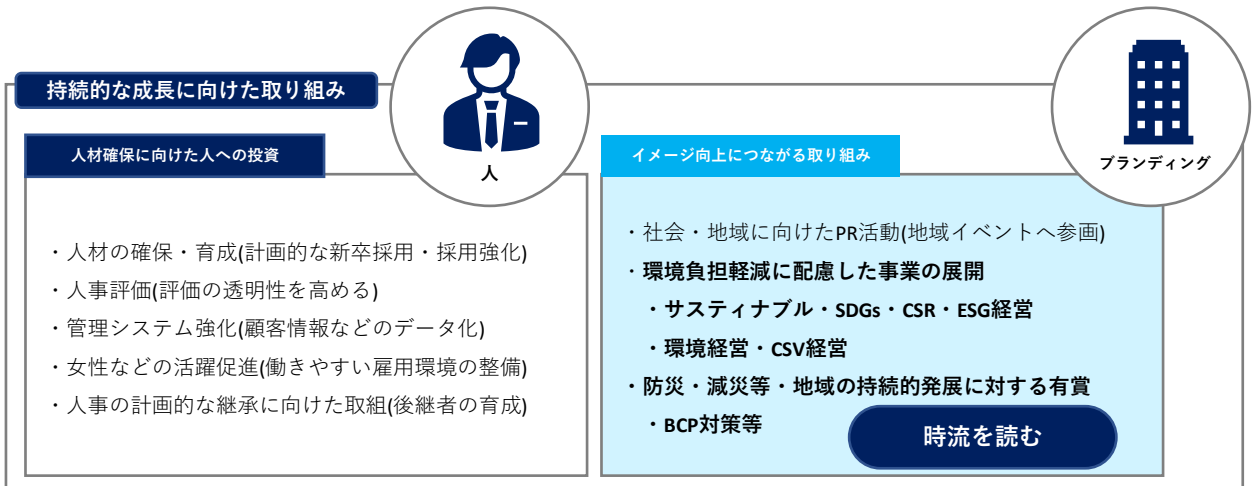 持続的な成長に向けた取り組み
人
ブランディング
人材確保に向けた人への投資
・人材の確保・育成(計画的な新卒採用・採用強化)
・人事評価(評価の透明性を高める)
・管理システム強化(顧客情報などのデータ化)
・女性などの活躍促進(働きやすい雇用環境の整備)
・人事の計画的な継承に向けた取組(後継者の育成)
イメージ向上につながる取り組み
・社会・地域に向けたPR活動(地域イベントへ参画)
・環境負担軽減に配慮した事業の展開
・サスティナブル・SDGs・CSR・ESG経営
・環境経営・CSV経営
・防災・減災等・地域の持続的発展に対する有賞
・BCP対策等
時流を読む